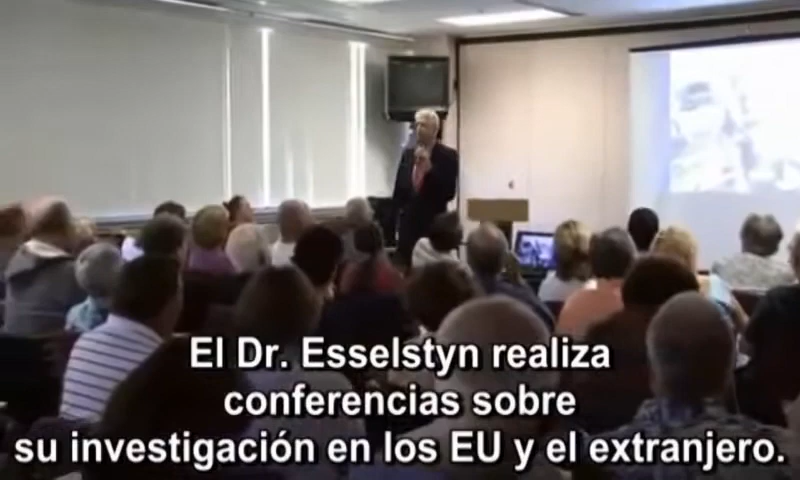 El Dr. Esselstyn realiza
conferencias sobre
su investigación en los EU y el extranjero.